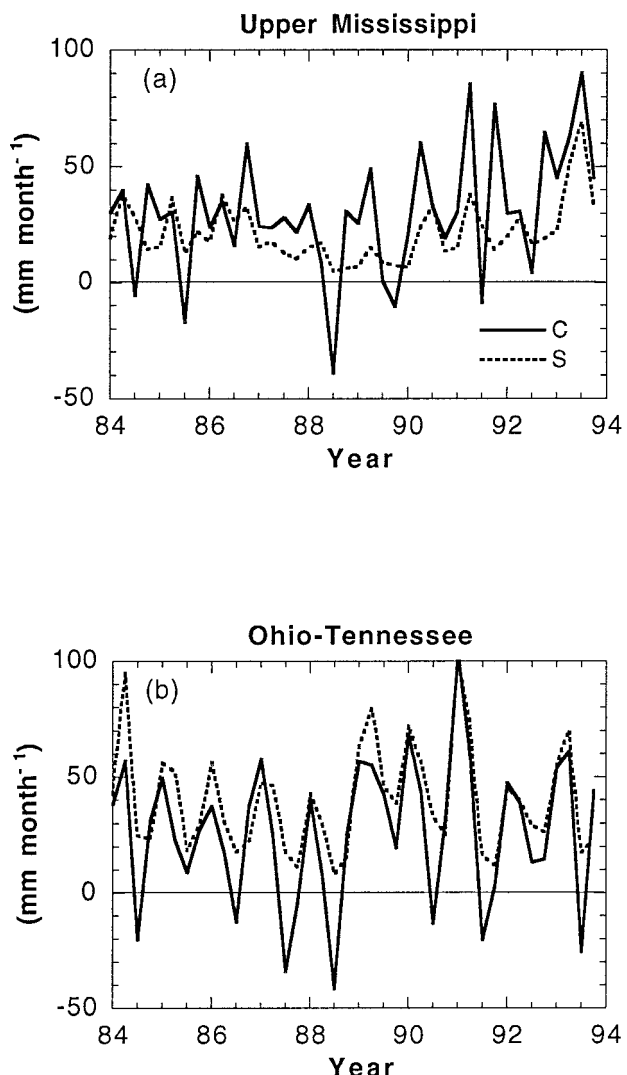 Upper Mississippi
(a)
100
50
0
-50
(mm month⁻¹)
C
S
84 86 88 90 92 94
Year
Ohio-Tennessee
(b)
100
50
0
-50
(mm month⁻¹)
84 86 88 90 92 94
Year